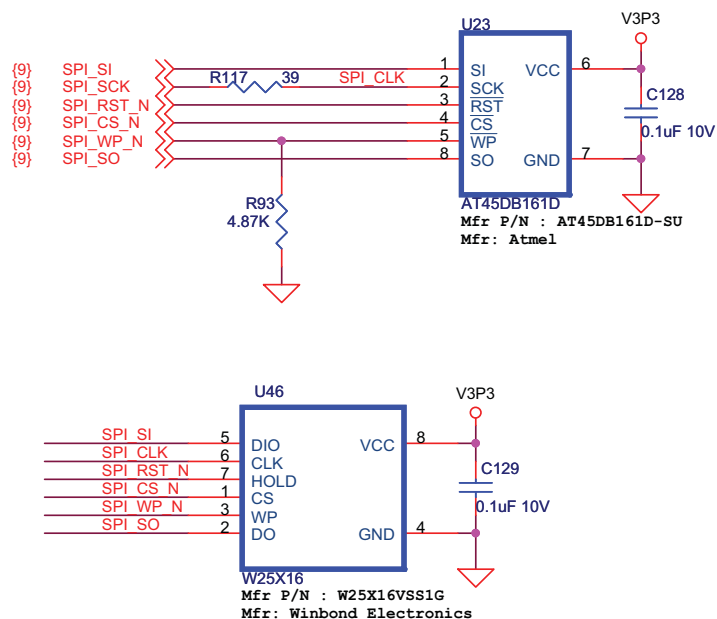 U23
V3P3
{9} SPI_SI 1 SI VCC 6
{9} SPI_SCK R117 39 SPI_CLK 2 SCK
{9} SPI_RST_N 3 RST
C128
{9} SPI_CS_N 4 CS
0.1uF 10V
{9} SPI_WP_N 5 WP
{9} SPI_SO 8 SO GND 7
R93
4.87K
AT45DB161D
Mfr P/N : AT45DB161D-SU
Mfr: Atmel
U46
V3P3
SPI_SI 5 DIO VCC 8
SPI_CLK 6 CLK
SPI_RST_N 7 HOLD
C129
SPI_CS_N 1 CS
0.1uF 10V
SPI_WP_N 3 WP
SPI_SO 2 DO GND 4
W25X16
Mfr P/N : W25X16VSS1G
Mfr: Winbond Electronics